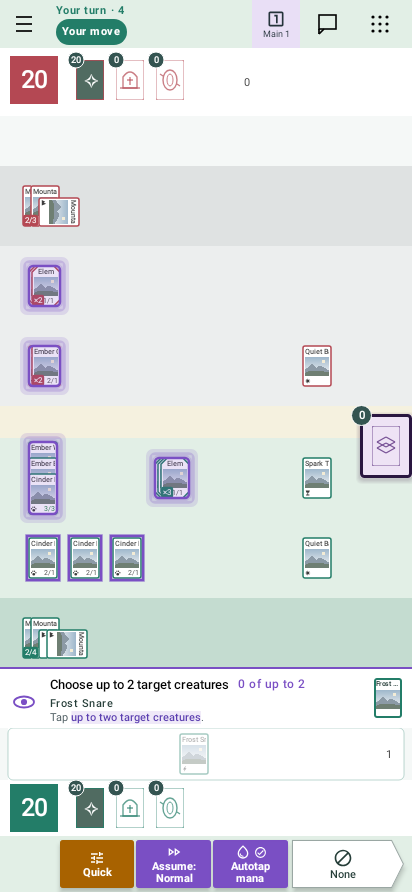 Your turn · 4
Your move
1
Main 1
20
20
0
0
0
Mounta
Mounta
2/3
Elem
×2
1/1
Ember
×2
2/1
Quiet B
0
Ember
Ember
Cinder
3/3
Elem
×3
1/1
Spark T
Cinder
2/1
Cinder
2/1
Cinder
2/1
Quiet B
Mounta
2/4
Mounta
Choose up to 2 target creatures 0 of up to 2
Frost Snare
Tap up to two target creatures.
Frost
Frost Sn
1
20
20
0
0
Quick
Assume:
Normal
Autotap
mana
None